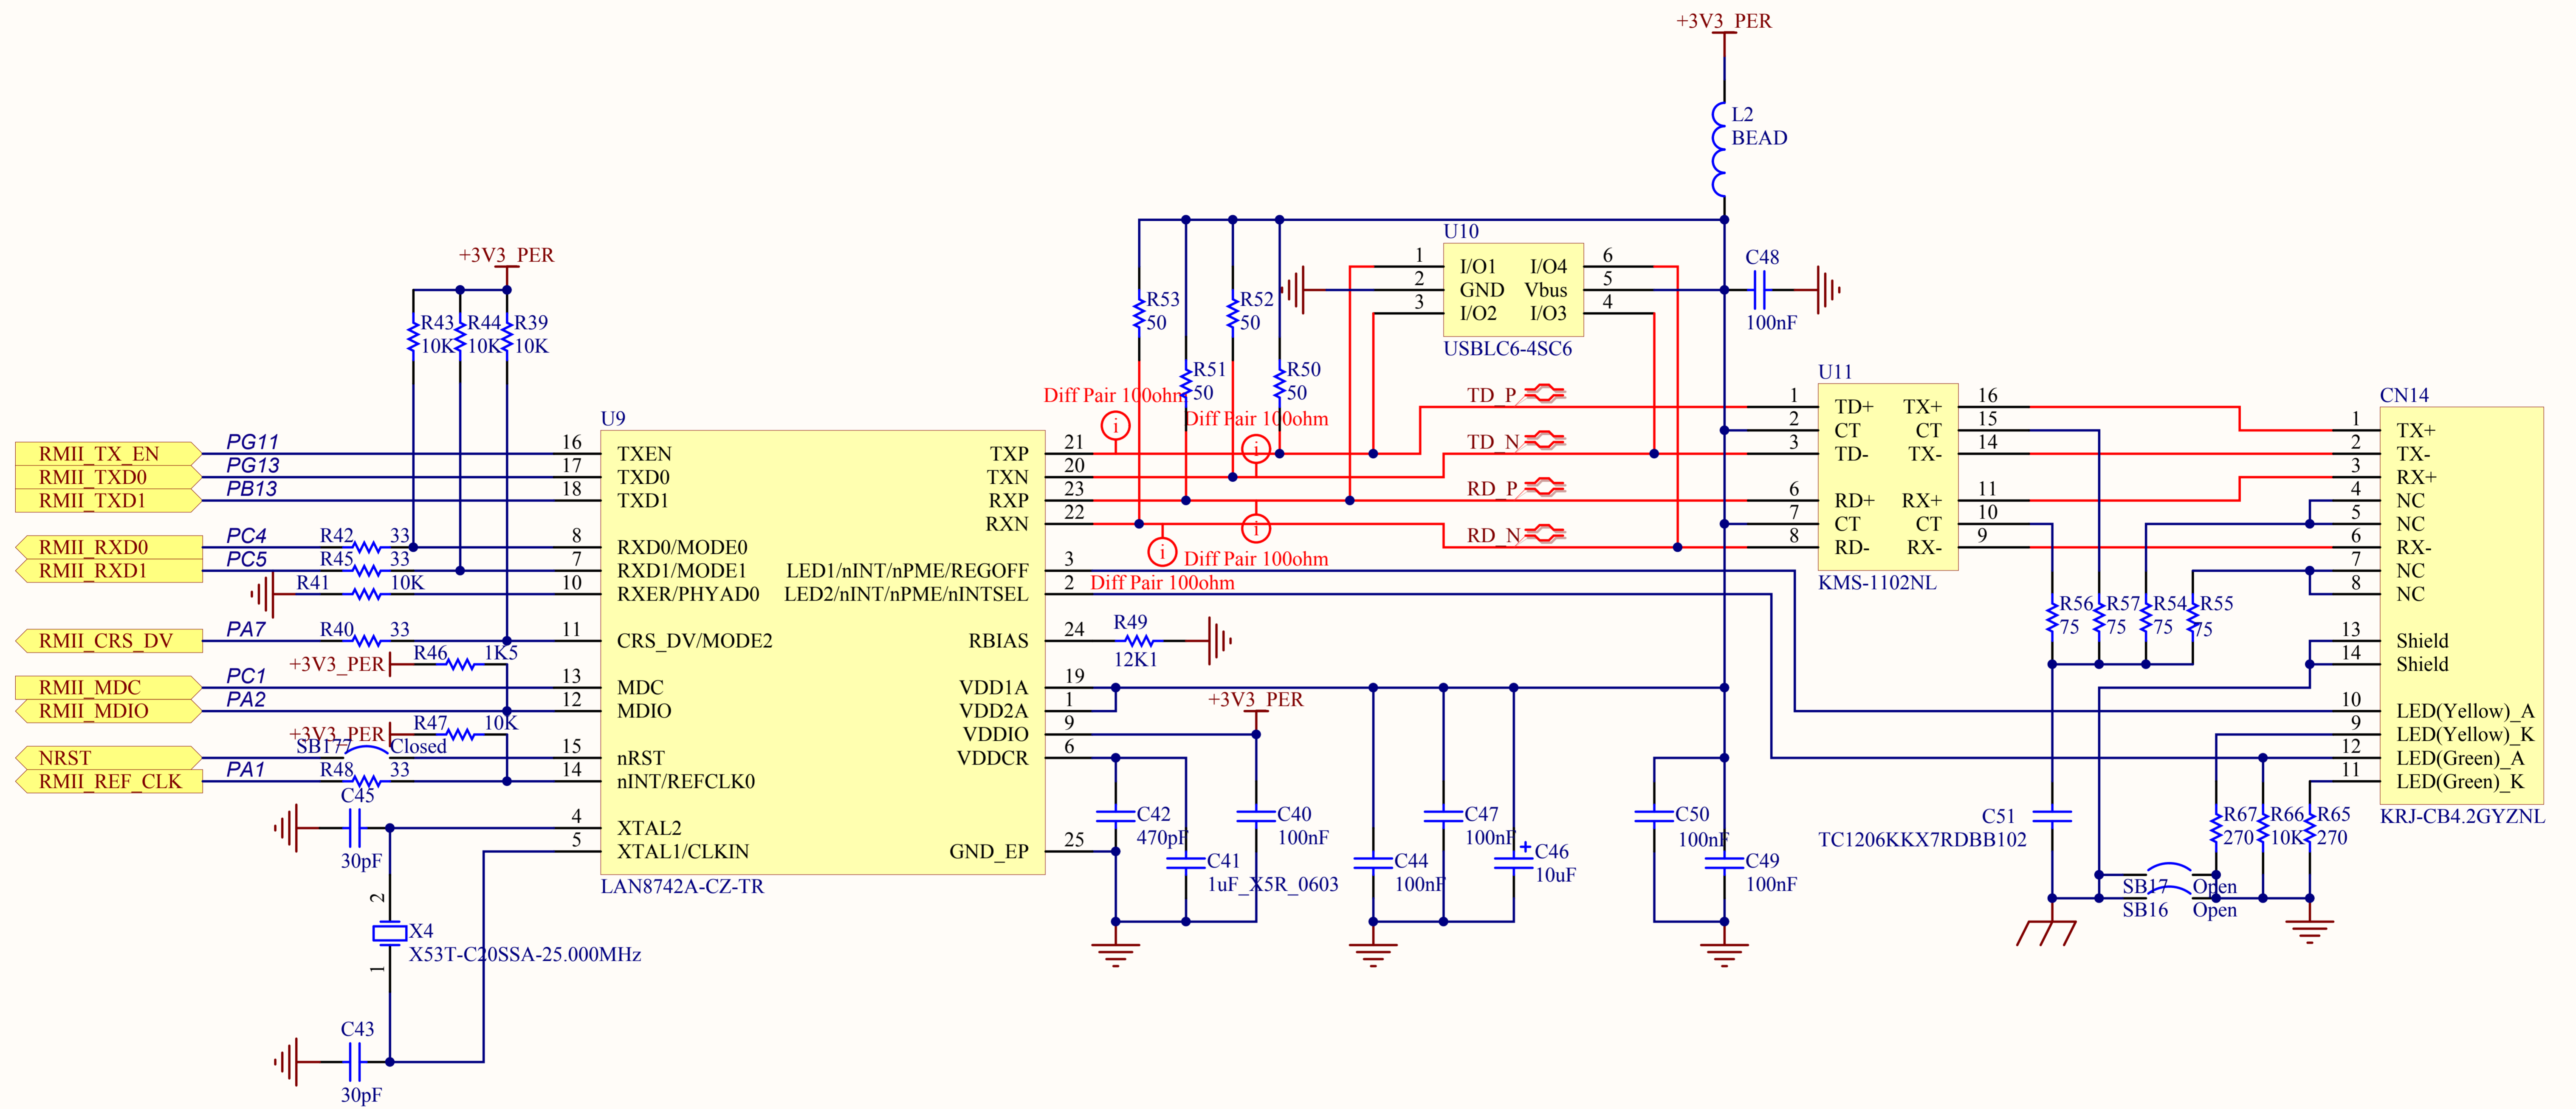 +3V3_PER
L2
BEAD
+3V3_PER
R43
10K
R44
10K
R39
10K
RMII_TX_EN
PG11
RMII_TXD0
PG13
RMII_TXD1
PB13
RMII_RXD0
PC4
R42
33
RMII_RXD1
PC5
R45
33
R41
10K
RMII_CRS_DV
PA7
R40
33
+3V3_PER
R46
1K5
RMII_MDC
PC1
RMII_MDIO
PA2
+3V3_PER
R47
10K
SB177
Closed
NRST
RMII_REF_CLK
PA1
R48
33
C45
30pF
2
X4
X53T-C20SSA-25.000MHz
1
C43
30pF
U9
16
TXEN
17
TXD0
18
TXD1
8
RXD0/MODE0
7
RXD1/MODE1
10
RXER/PHYAD0
11
CRS_DV/MODE2
13
MDC
12
MDIO
15
nRST
14
nINT/REFCLK0
4
XTAL2
5
XTAL1/CLKIN
TXP
21
TXN
20
RXP
23
RXN
22
LED1/nINT/nPME/REGOFF
3
LED2/nINT/nPME/nINTSEL
2
RBIAS
24
VDD1A
19
VDD2A
1
VDDIO
9
VDDCR
6
GND_EP
25
LAN8742A-CZ-TR
R53
50
R51
50
R52
50
R50
50
Diff Pair 100ohm
i
Diff Pair 100ohm
i
i
Diff Pair 100ohm
i
Diff Pair 100ohm
R49
12K1
+3V3_PER
C42
470pF
C41
1uF_X5R_0603
C40
100nF
C44
100nF
C47
100nF
+
C46
10uF
C50
100nF
C49
100nF
U10
1
I/O1
2
GND
3
I/O2
I/O4
6
Vbus
5
I/O3
4
USBLC6-4SC6
C48
100nF
TD_P
TD_N
RD_P
RD_N
U11
1
TD+
2
CT
3
TD-
6
RD+
7
CT
8
RD-
TX+
16
CT
15
TX-
14
RX+
11
CT
10
RX-
9
KMS-1102NL
R56
75
R57
75
R54
75
R55
75
C51
TC1206KKX7RDBB102
SB17
Open
SB16
Open
R67
270
R66
10K
R65
270
CN14
1
TX+
2
TX-
3
RX+
4
NC
5
NC
6
RX-
7
NC
8
NC
13
Shield
14
Shield
10
LED(Yellow)_A
9
LED(Yellow)_K
12
LED(Green)_A
11
LED(Green)_K
KRJ-CB4.2GYZNL